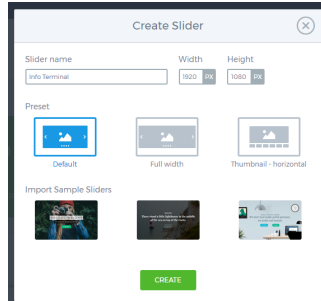 Create Slider
Slider name Width Height
Info Terminal 1920 PX 1080 PX
Preset
Default Full width Thumbnail - horizontal
Import Sample Sliders
CREATE